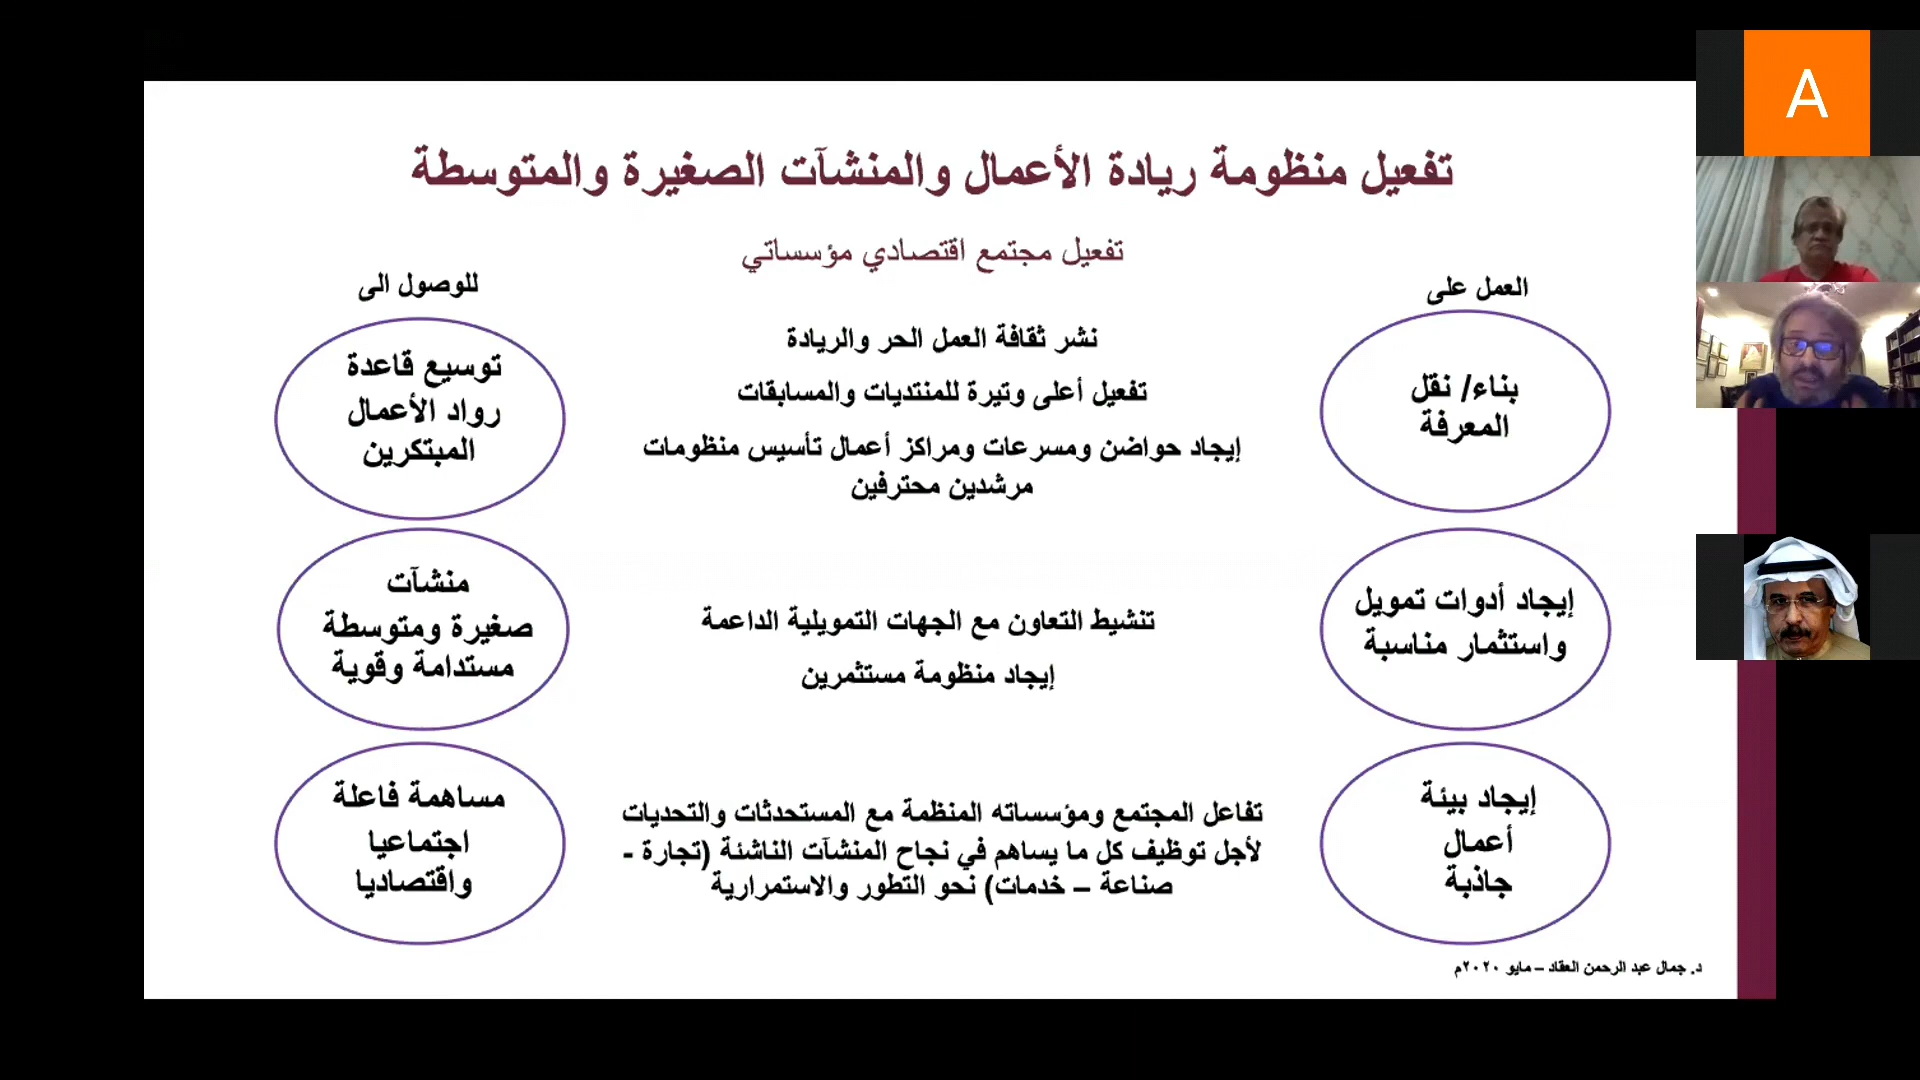 تفعيل منظومة ريادة الأعمال والمنشآت الصغيرة والمتوسطة
تفعيل مجتمع اقتصادي مؤسساتي
العمل على
للوصول الى
بناء/ نقل
المعرفة
نشر ثقافة العمل الحر والريادة
تفعيل أعلى وتيرة للمنتديات والمسابقات
إيجاد حواضن ومسرعات ومراكز أعمال تأسيس منظومات
مرشدين محترفين
توسيع قاعدة
رواد الأعمال
المبتكرين
إيجاد أدوات تمويل
واستثمار مناسبة
تنشيط التعاون مع الجهات التمويلية الداعمة
إيجاد منظومة مستثمرين
منشآت
صغيرة ومتوسطة
مستدامة وقوية
إيجاد بيئة
أعمال
جاذبة
تفاعل المجتمع ومؤسساته المنظمة مع المستحدثات والتحديات
لأجل توظيف كل ما يساهم في نجاح المنشآت الناشئة (تجارة -
صناعة – خدمات) نحو التطور والاستمرارية
مساهمة فاعلة
اجتماعيا
واقتصاديا
د. جمال عبد الرحمن العقاد – مايو ٢٠٢٠م
A